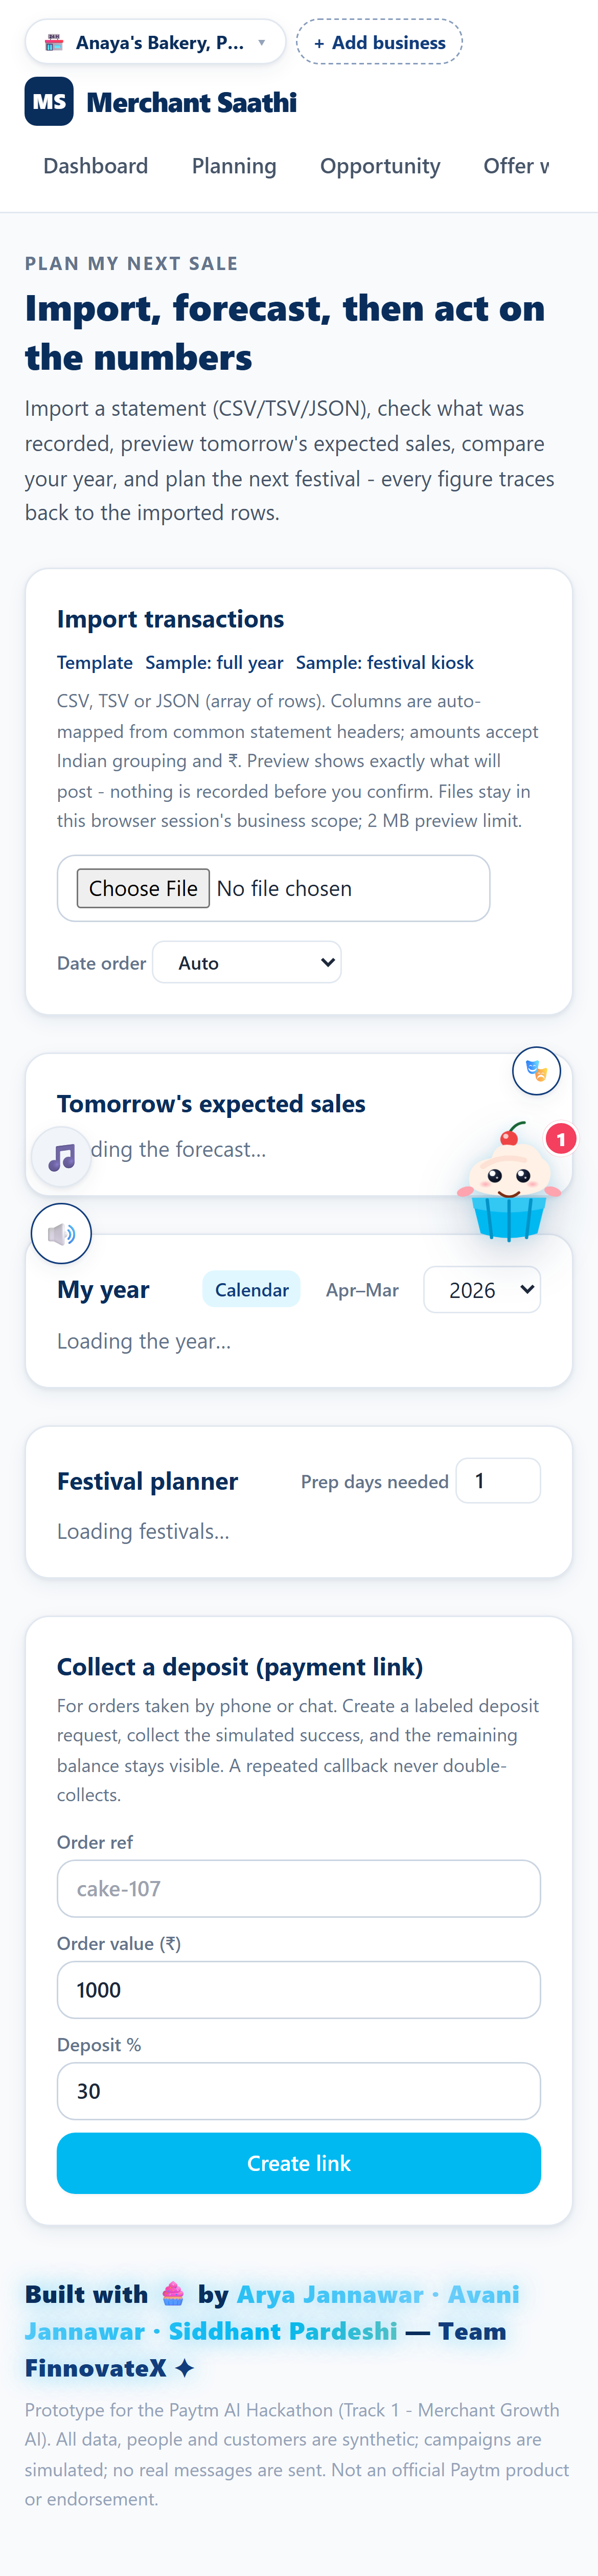 Anaya's Bakery, P... ▾
+ Add business
MS Merchant Saathi
Dashboard Planning Opportunity Offer
PLAN MY NEXT SALE
Import, forecast, then act on
the numbers
Import a statement (CSV/TSV/JSON), check what was
recorded, preview tomorrow's expected sales, compare
your year, and plan the next festival - every figure traces
back to the imported rows.
Import transactions
Template Sample: full year Sample: festival kiosk
CSV, TSV or JSON (array of rows). Columns are auto-
mapped from common statement headers; amounts accept
Indian grouping and ₹. Preview shows exactly what will
post - nothing is recorded before you confirm. Files stay in
this browser session's business scope; 2 MB preview limit.
Choose File No file chosen
Date order Auto
Tomorrow's expected sales
1
ding the forecast...
My year Calendar Apr–Mar 2026
Loading the year...
Festival planner Prep days needed 1
Loading festivals...
Collect a deposit (payment link)
For orders taken by phone or chat. Create a labeled deposit
request, collect the simulated success, and the remaining
balance stays visible. A repeated callback never double-
collects.
Order ref
cake-107
Order value (₹)
1000
Deposit %
30
Create link
Built with 🧁 by Arya Jannawar · Avani
Jannawar · Siddhant Pardeshi — Team
FinnovateX ✦
Prototype for the Paytm AI Hackathon (Track 1 - Merchant Growth
AI). All data, people and customers are synthetic; campaigns are
simulated; no real messages are sent. Not an official Paytm product
or endorsement.